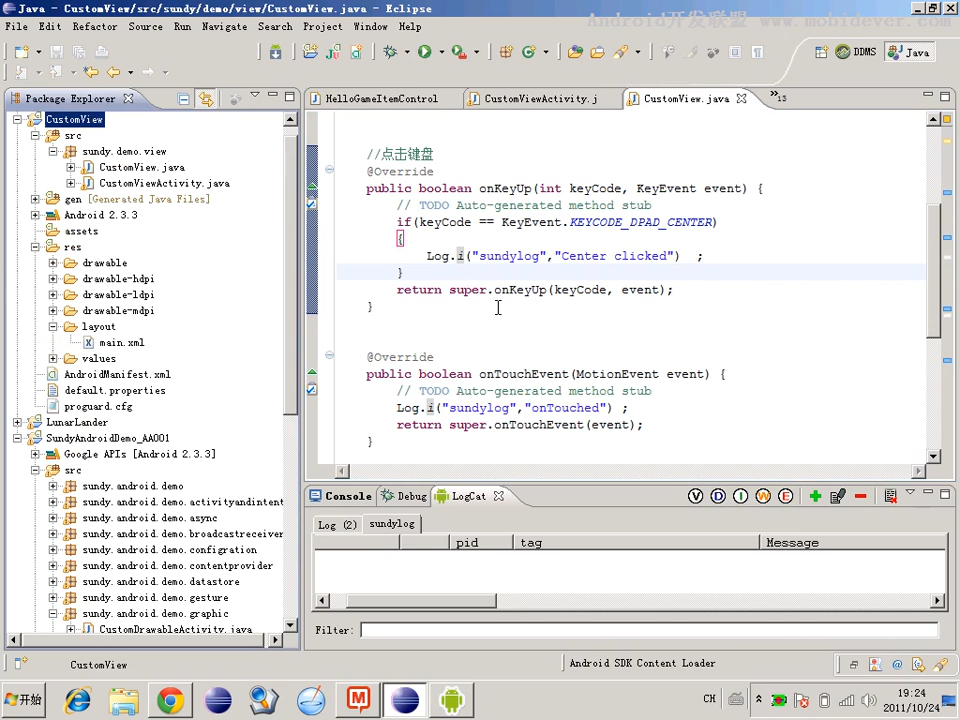 Java - CustomView/src/sundy/demo/view/CustomView.java - Eclipse
Android开发联盟 www.mobidever.com
File Edit Refactor Source Run Navigate Search Project Window Help
DDMS Java
Package Explorer
HelloGameItemControl CustomViewActivity.j CustomView.java 13
CustomView
src
sundy.demo.view
CustomView.java
CustomViewActivity.java
gen [Generated Java Files]
Android 2.3.3
assets
res
drawable
drawable-hdpi
drawable-ldpi
drawable-mdpi
layout
main.xml
values
AndroidManifest.xml
default.properties
proguard.cfg
LunarLander
SundyAndroidDemo_AA001
Google APIs [Android 2.3.3]
src
sundy.android.demo
sundy.android.demo.activityandintent
sundy.android.demo.async
sundy.android.demo.broadcastreceiver
sundy.android.demo.configration
sundy.android.demo.contentprovider
sundy.android.demo.datastore
sundy.android.demo.gesture
sundy.android.demo.graphic
CustomDrawableActivity.java
//点击键盘
@Override
public boolean onKeyUp(int keyCode, KeyEvent event) {
// TODO Auto-generated method stub
if(keyCode == KeyEvent.KEYCODE_DPAD_CENTER)
{
Log.i("sundylog","Center clicked") ;
}
return super.onKeyUp(keyCode, event);
}
@Override
public boolean onTouchEvent(MotionEvent event) {
// TODO Auto-generated method stub
Log.i("sundylog","onTouched") ;
return super.onTouchEvent(event);
}
Console Debug LogCat
V D I W E
Log (2) sundylog
pid tag Message
Filter:
CustomView
Android SDK Content Loader
开始
CH
19:24
2011/10/24